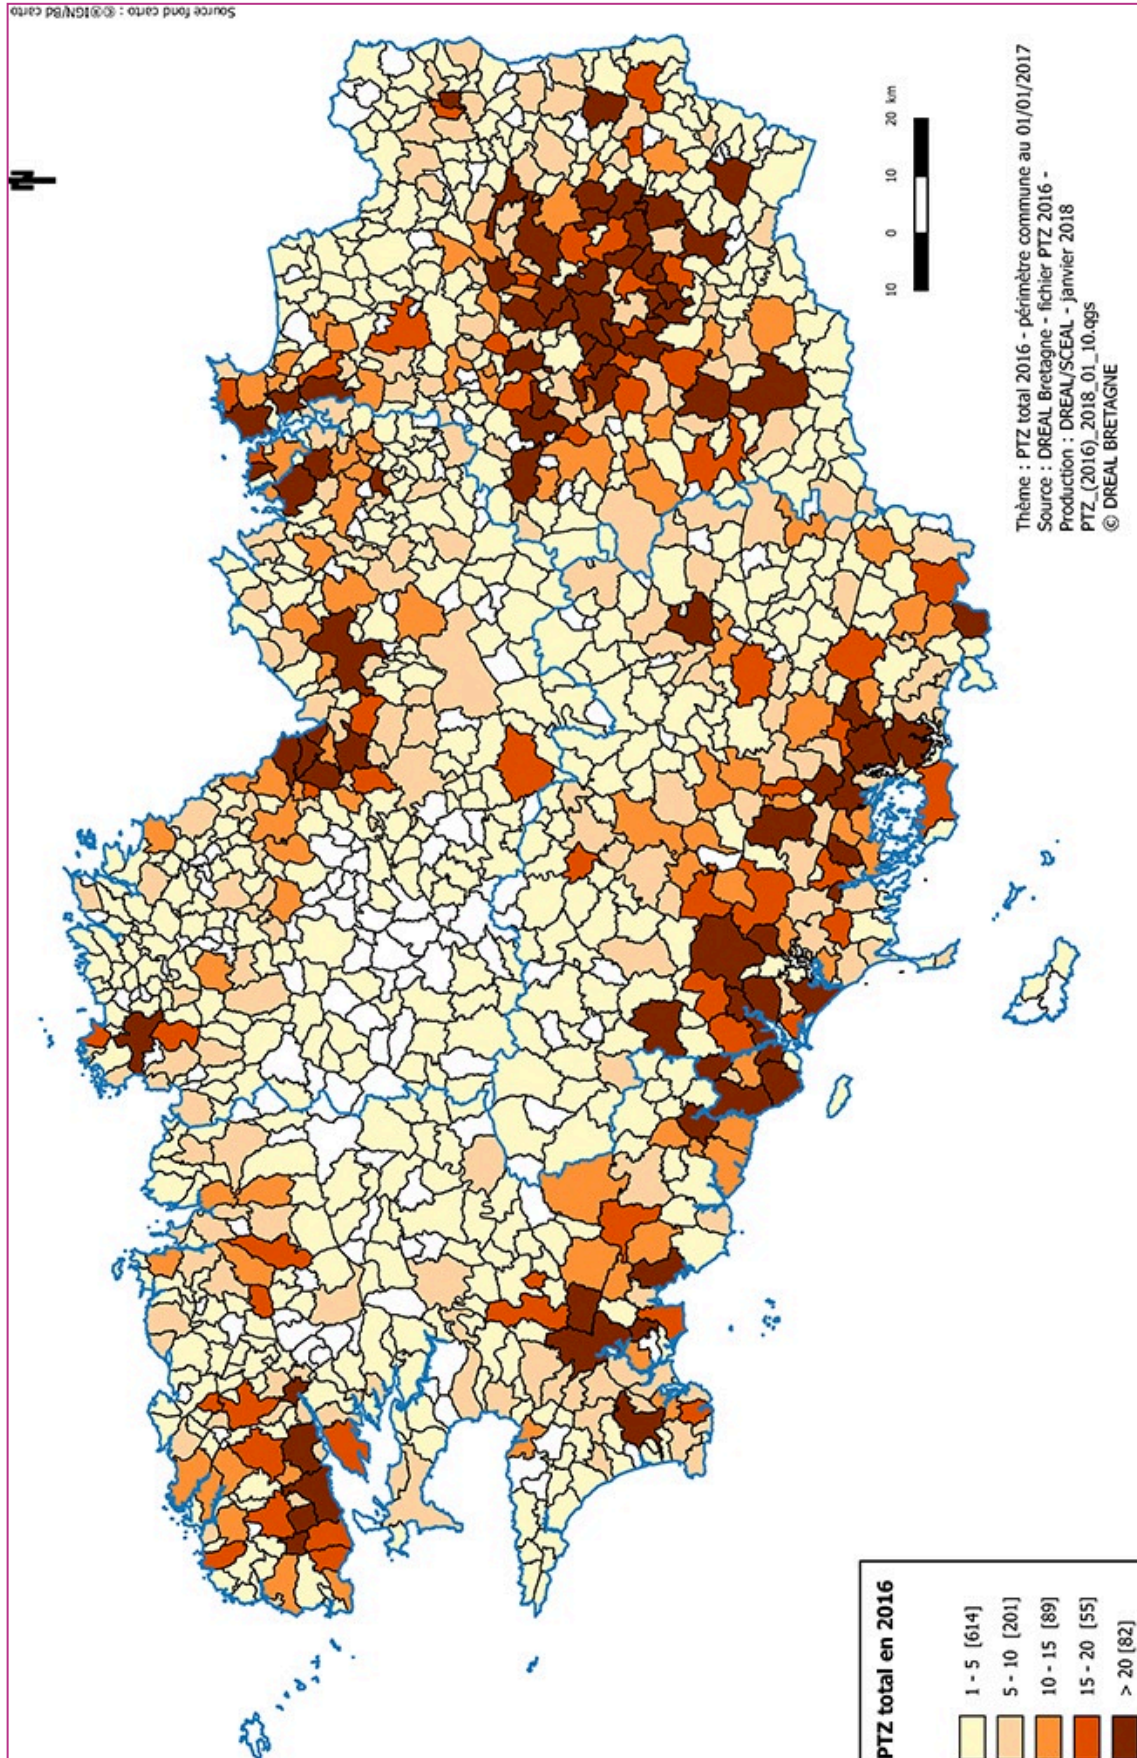 Source fond carto : ©®IGN/Bd carto
10 0 10 20 km
Thème : PTZ total 2016 - périmètre commune au 01/01/2017
Source : DREAL Bretagne - fichier PTZ 2016 -
Production : DREAL/SCEAL - janvier 2018
PTZ_(2016)_2018_01_10.qgs
© DREAL BRETAGNE
PTZ total en 2016
1 - 5 [614]
5 - 10 [201]
10 - 15 [89]
15 - 20 [55]
> 20 [82]